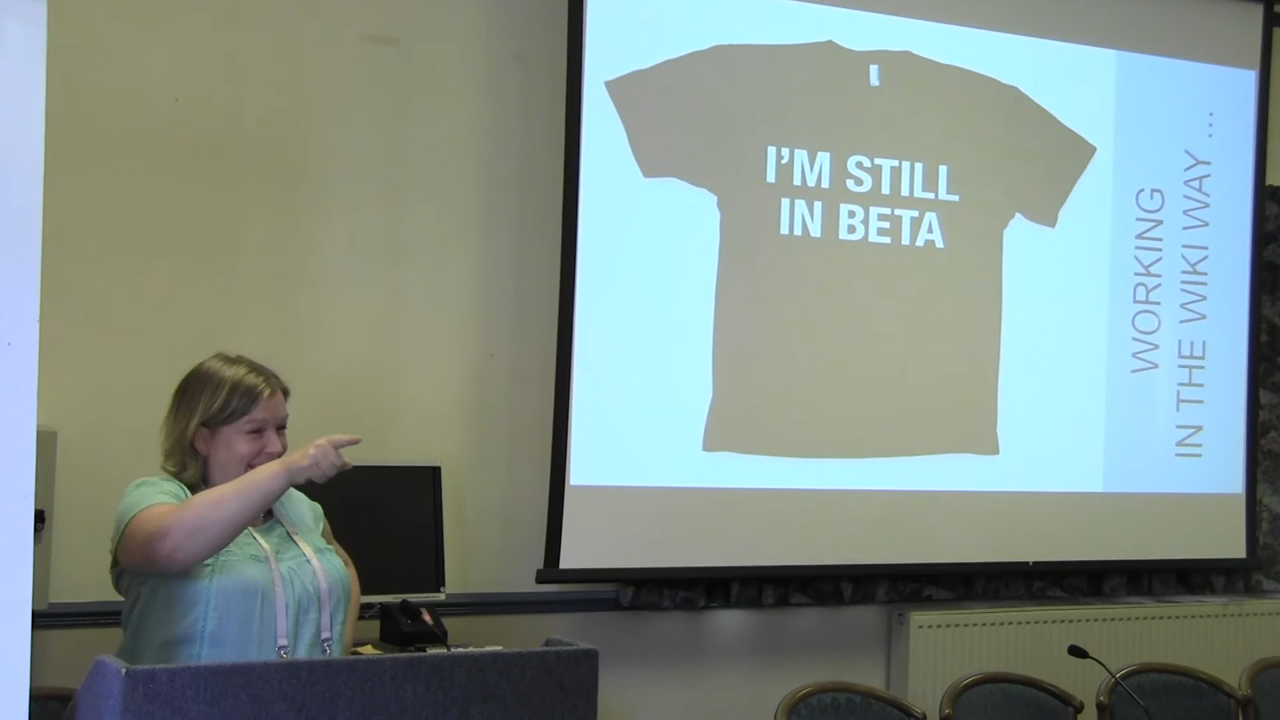 I'M STILL
IN BETA
WORKING
IN THE WIKI WAY ...